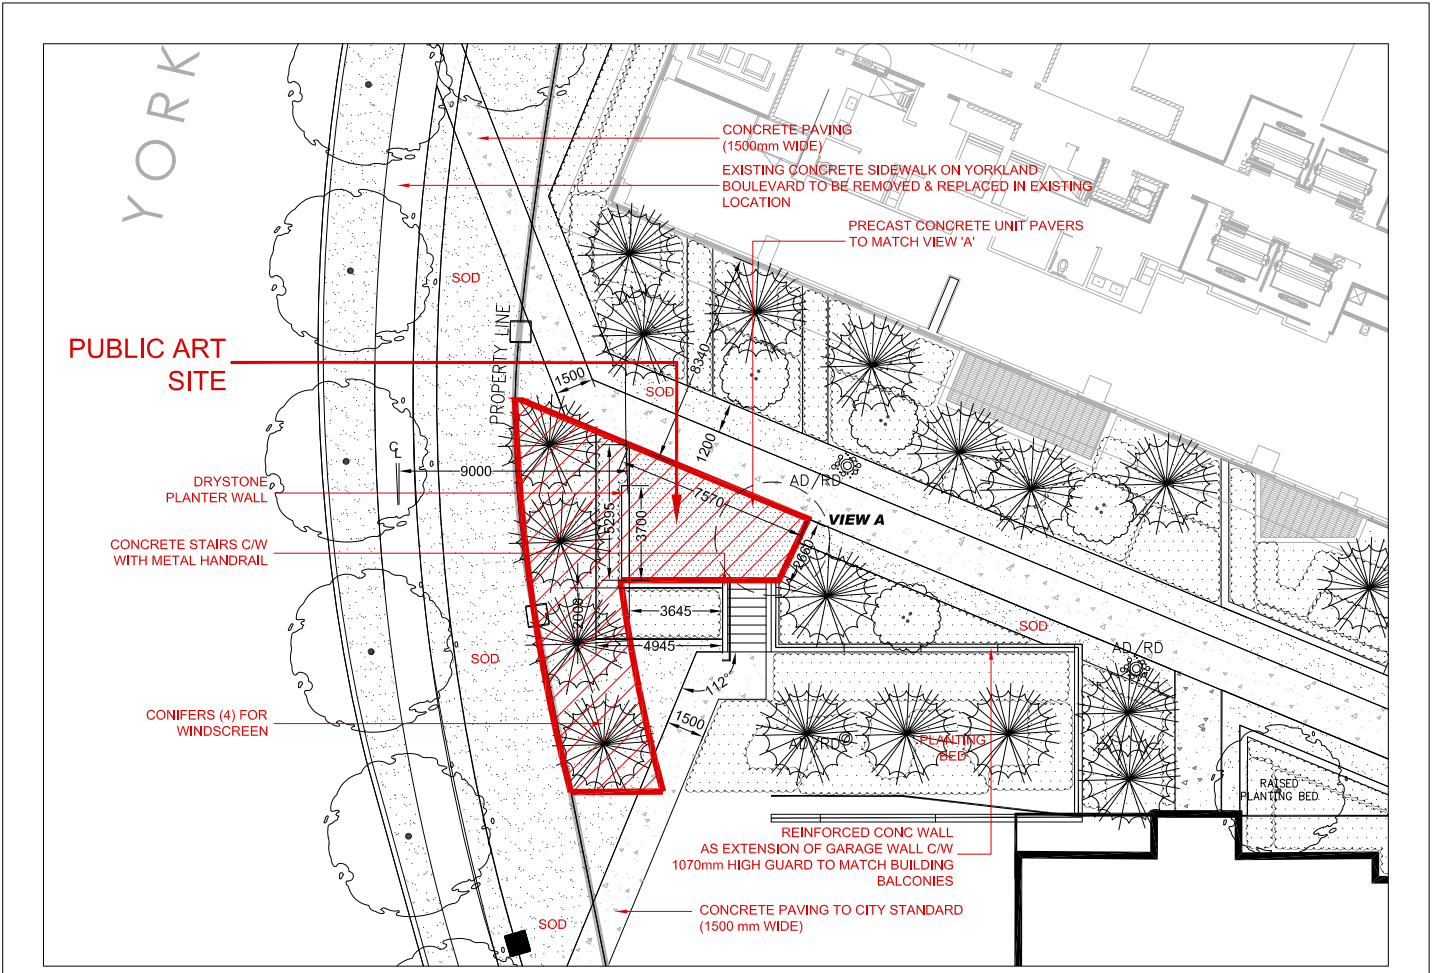 YORK
CONCRETE PAVING
(1500mm WIDE)
EXISTING CONCRETE SIDEWALK ON YORKLAND
BOULEVARD TO BE REMOVED & REPLACED IN EXISTING
LOCATION
PRECAST CONCRETE UNIT PAVERS
TO MATCH VIEW 'A'
SOD
PROPERTY LINE
PUBLIC ART
SITE
1500
SOD
8340
1200
CL
9000
DRYSTONE
PLANTER WALL
5295
3700
7570
AD/RD
VIEW A
2660
CONCRETE STAIRS C/W
WITH METAL HANDRAIL
2008
3645
4945
SOD
SOD
AD/RD
112°
1500
CONIFERS (4) FOR
WINDSCREEN
AD/RD
PLANTING
BED
RAISED
PLANTING BED
REINFORCED CONC WALL
AS EXTENSION OF GARAGE WALL C/W
1070mm HIGH GUARD TO MATCH BUILDING
BALCONIES
CONCRETE PAVING TO CITY STANDARD
(1500 mm WIDE)
SOD